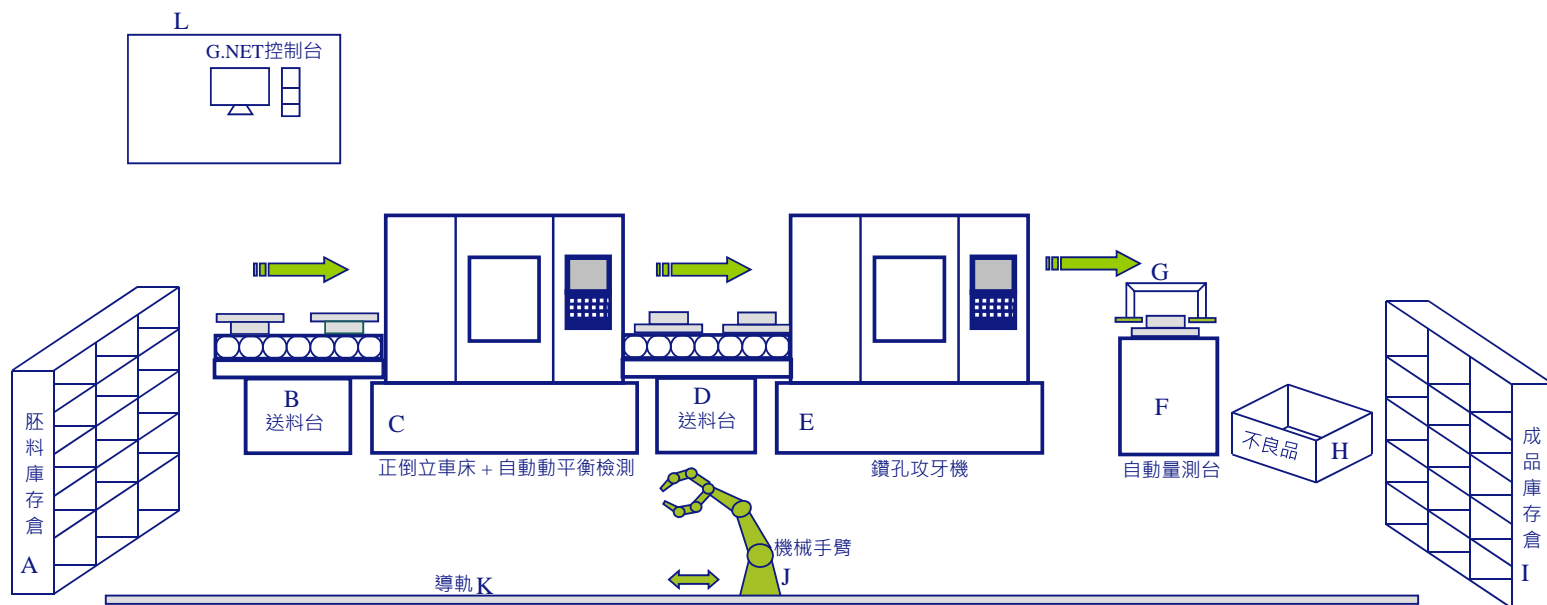 L
G.NET控制台
G
B
送料台
C
D
送料台
E
F
胚料庫存倉
A
正倒立車床 + 自動動平衡檢測
鑽孔攻牙機
自動量測台
不良品
H
成品庫存倉
I
機械手臂
J
導軌 K